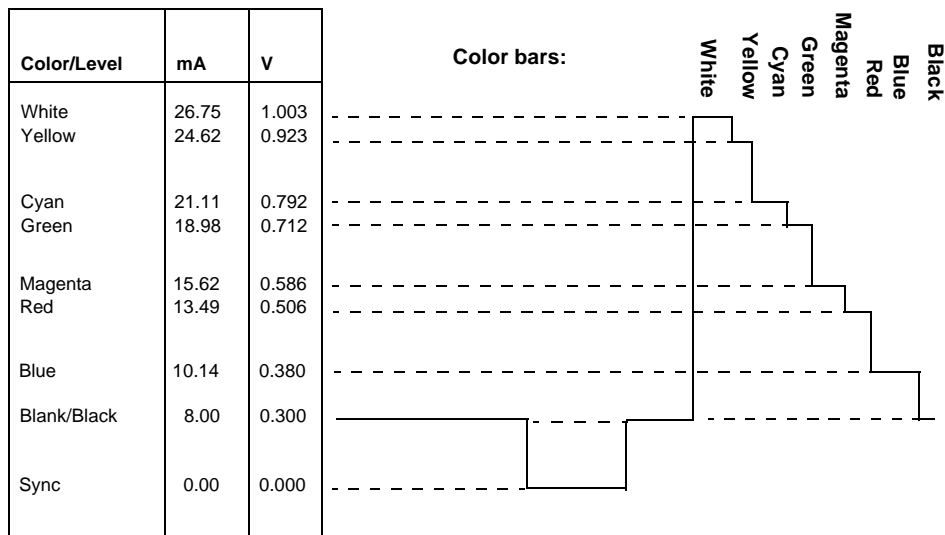 Color/Level mA V
White 26.75 1.003
Yellow 24.62 0.923
Cyan 21.11 0.792
Green 18.98 0.712
Magenta 15.62 0.586
Red 13.49 0.506
Blue 10.14 0.380
Blank/Black 8.00 0.300
Sync 0.00 0.000
Color bars:
White
Yellow
Cyan
Green
Magenta
Red
Blue
Black